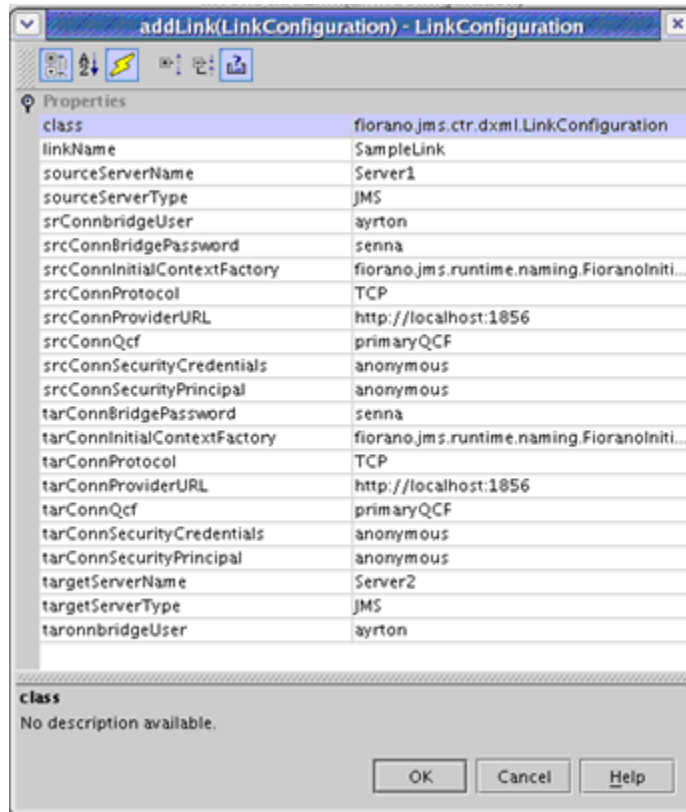 addLink(LinkConfiguration) - LinkConfiguration
Properties
class fiorano.jms.ctr.dxml.LinkConfiguration
linkName SampleLink
sourceServerName Server1
sourceServerType JMS
srConnbridgeUser ayrton
srcConnBridgePassword senna
srcConnInitialContextFactory fiorano.jms.runtime.naming.FioranoIniti...
srcConnProtocol TCP
srcConnProviderURL http://localhost:1856
srcConnQcf primaryQCF
srcConnSecurityCredentials anonymous
srcConnSecurityPrincipal anonymous
tarConnBridgePassword senna
tarConnInitialContextFactory fiorano.jms.runtime.naming.FioranoIniti...
tarConnProtocol TCP
tarConnProviderURL http://localhost:1856
tarConnQcf primaryQCF
tarConnSecurityCredentials anonymous
tarConnSecurityPrincipal anonymous
targetServerName Server2
targetServerType JMS
taronnbridgeUser ayrton
class
No description available.
OK Cancel Help